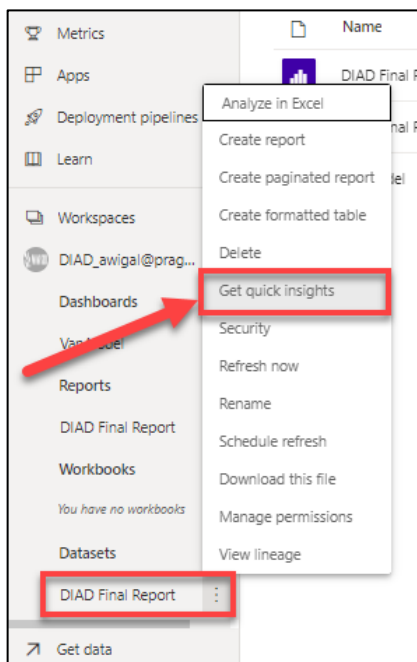 Metrics
Apps
Deployment pipelines
Learn
Workspaces
DIAD_awigal@prag...
Dashboards
Reports
DIAD Final Report
Workbooks
You have no workbooks
Datasets
DIAD Final Report
Get data
Name
DIAD Final
Analyze in Excel
Create report
Create paginated report
Create formatted table
Delete
Get quick insights
Security
Refresh now
Rename
Schedule refresh
Download this file
Manage permissions
View lineage